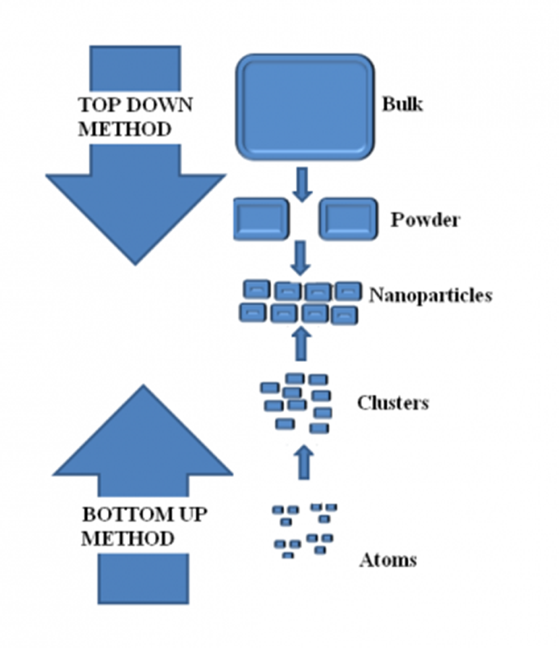 TOP DOWN
METHOD
Bulk
Powder
Nanoparticles
Clusters
BOTTOM UP
METHOD
Atoms